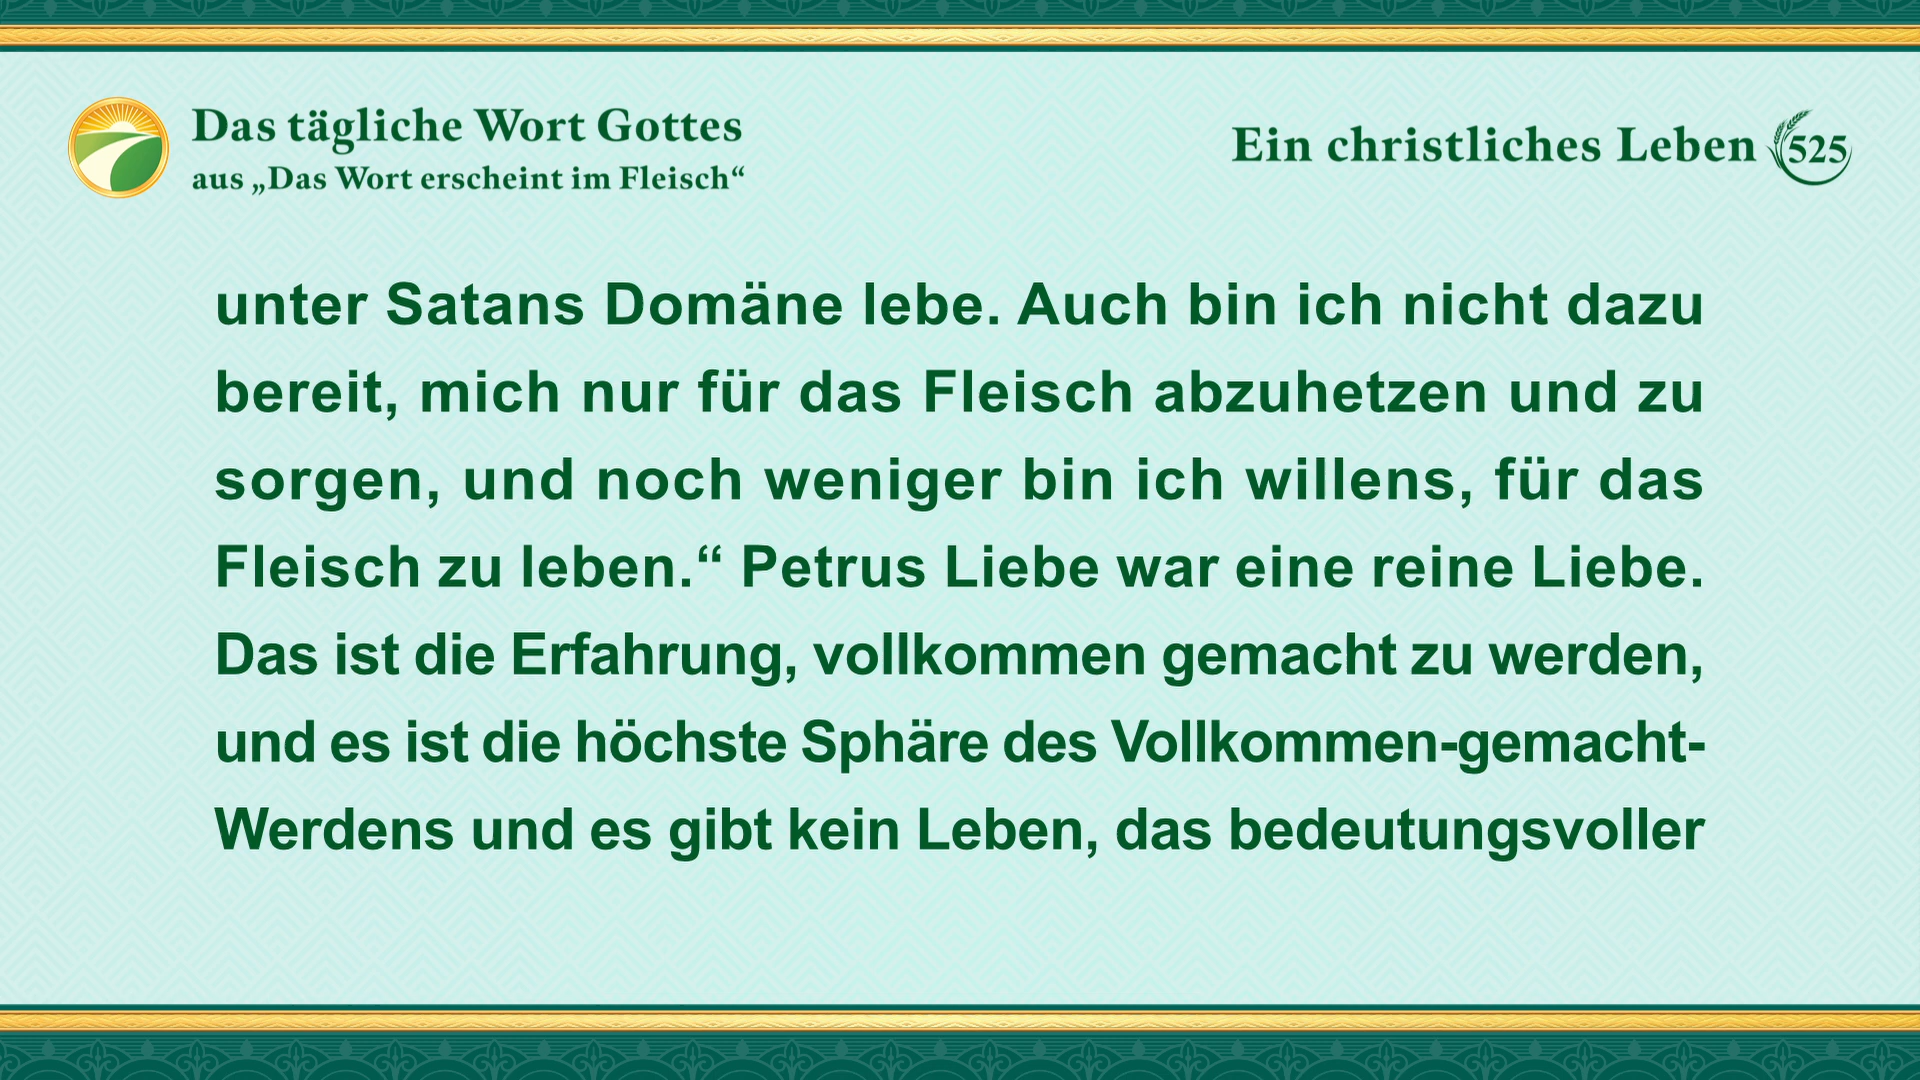 Das tägliche Wort Gottes
aus „Das Wort erscheint im Fleisch“
Ein christliches Leben 525
unter Satans Domäne lebe. Auch bin ich nicht dazu
bereit, mich nur für das Fleisch abzuhetzen und zu
sorgen, und noch weniger bin ich willens, für das
Fleisch zu leben.“ Petrus Liebe war eine reine Liebe.
Das ist die Erfahrung, vollkommen gemacht zu werden,
und es ist die höchste Sphäre des Vollkommen-gemacht-
Werdens und es gibt kein Leben, das bedeutungsvoller